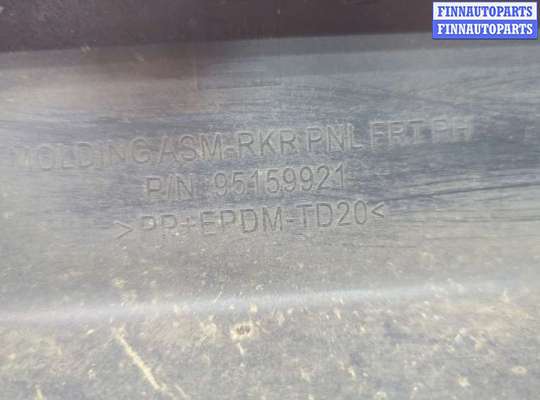 FINNAUTOPARTS
FINNAUTOPARTS
MOLDING ASM-RKR PNL FRT RH
P/N 95159921
>PP+EPDM-TD20<